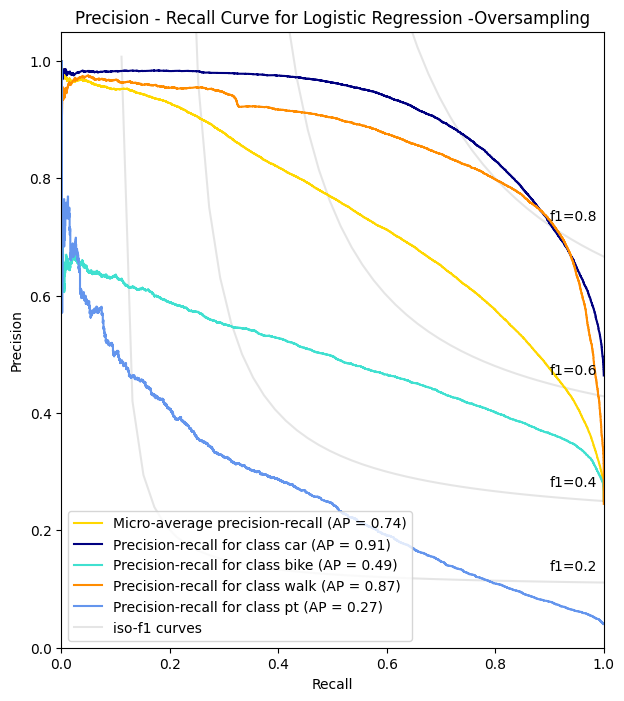 Precision - Recall Curve for Logistic Regression -Oversampling
1.0
0.8
0.6
0.4
0.2
0.0
Precision
f1=0.8
f1=0.6
f1=0.4
f1=0.2
Micro-average precision-recall (AP = 0.74)
Precision-recall for class car (AP = 0.91)
Precision-recall for class bike (AP = 0.49)
Precision-recall for class walk (AP = 0.87)
Precision-recall for class pt (AP = 0.27)
iso-f1 curves
0.0 0.2 0.4 0.6 0.8 1.0
Recall